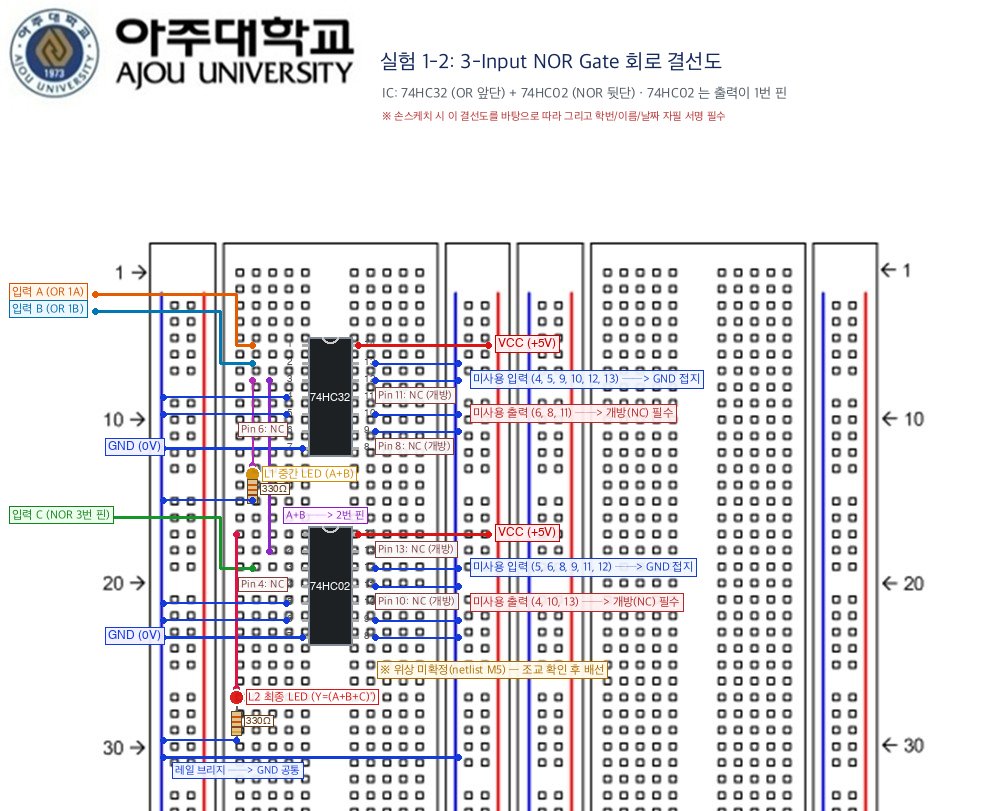 아주대학교
AJOU UNIVERSITY
아주대학교
1973
AJOU UNIVERSITY
실험 1-2: 3-Input NOR Gate 회로 결선도
IC: 74HC32 (OR 앞단) + 74HC02 (NOR 뒷단) · 74HC02 는 출력이 1번 핀
※ 손스케치 시 이 결선도를 바탕으로 따라 그리고 학번/이름/날짜 자필 서명 필수
1 →
← 1
입력 A (OR 1A)
입력 B (OR 1B)
VCC (+5V)
미사용 입력 (4, 5, 9, 10, 12, 13) ──> GND 접지
74HC32
Pin 11: NC (개방)
미사용 출력 (6, 8, 11) ──> 개방(NC) 필수
10 →
← 10
Pin 6: NC
GND (0V)
Pin 8: NC (개방)
L1 중간 LED (A+B)
330Ω
입력 C (NOR 3번 핀)
A+B ──> 2번 핀
VCC (+5V)
Pin 13: NC (개방)
미사용 입력 (5, 6, 8, 9, 11, 12) ──> GND 접지
20 →
← 20
Pin 4: NC
74HC02
Pin 10: NC (개방)
미사용 출력 (4, 10, 13) ──> 개방(NC) 필수
GND (0V)
※ 위상 미확정(netlist M5) — 조교 확인 후 배선
L2 최종 LED (Y=(A+B+C)')
330Ω
30 →
← 30
레일 브리지 ──> GND 공통